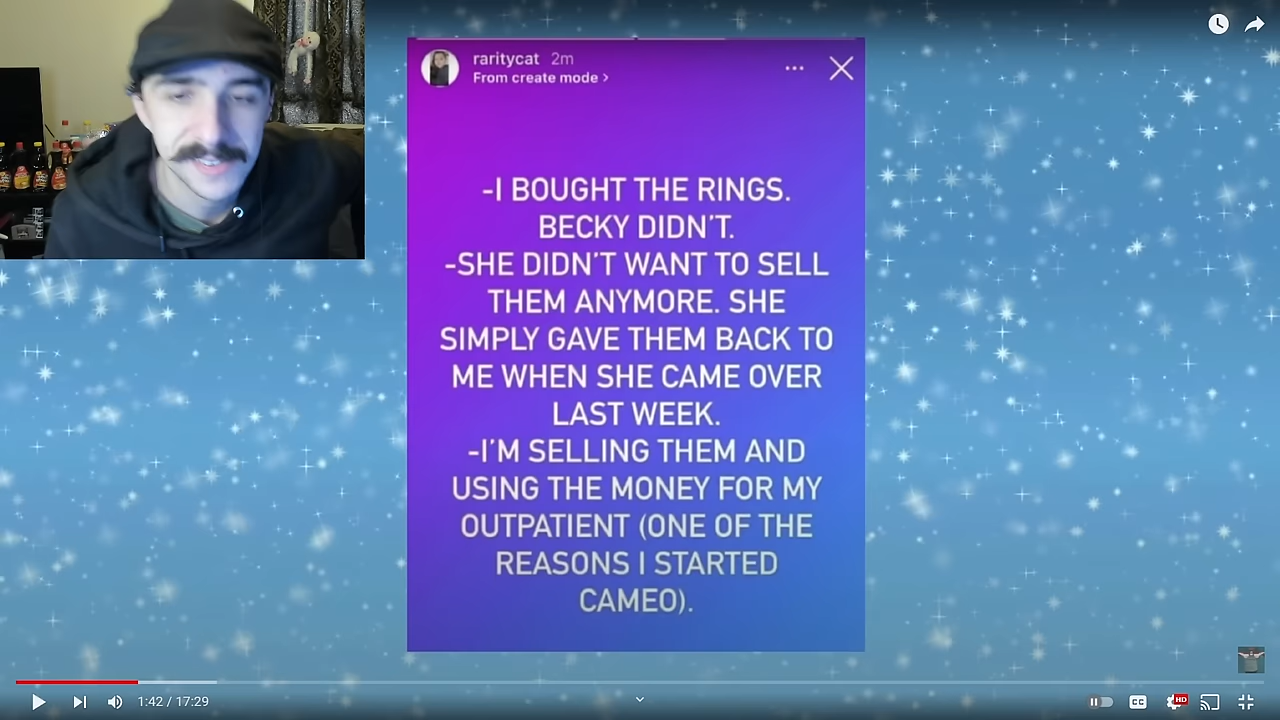 raritycat 2m
From create mode >
-I BOUGHT THE RINGS.
BECKY DIDN'T.
-SHE DIDN'T WANT TO SELL
THEM ANYMORE. SHE
SIMPLY GAVE THEM BACK TO
ME WHEN SHE CAME OVER
LAST WEEK.
-I'M SELLING THEM AND
USING THE MONEY FOR MY
OUTPATIENT (ONE OF THE
REASONS I STARTED
CAMEO).
1:42 / 17:29
CC
HD